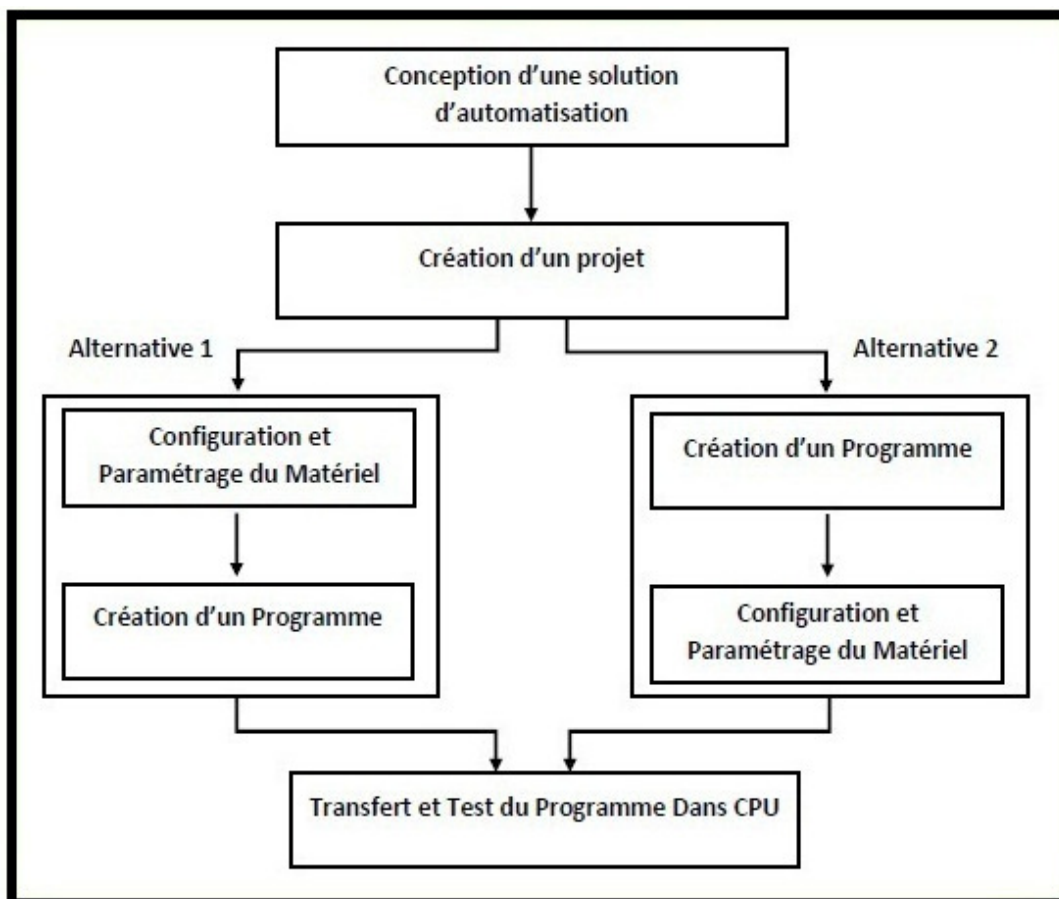 Conception d’une solution
d’automatisation
Création d’un projet
Alternative 1
Alternative 2
Configuration et
Paramétrage du Matériel
Création d’un Programme
Création d’un Programme
Configuration et
Paramétrage du Matériel
Transfert et Test du Programme Dans CPU